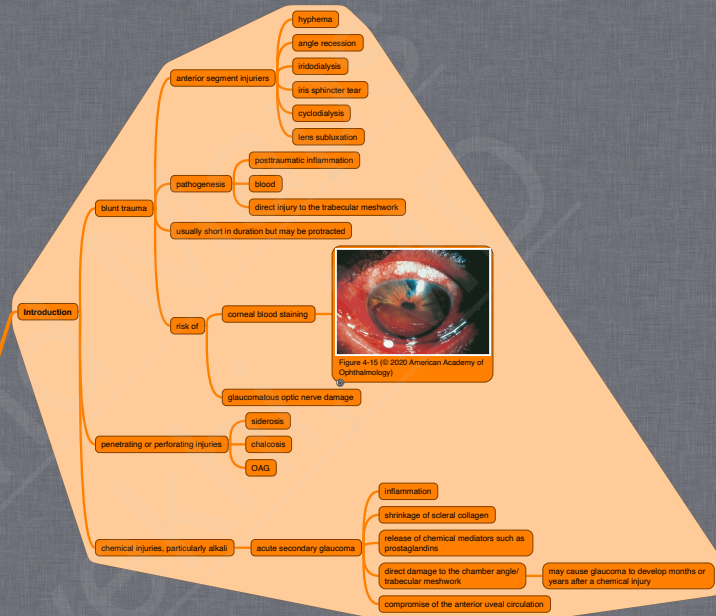 Introduction
blunt trauma
anterior segment injuriers
hyphema
angle recession
iridodialysis
iris sphincter tear
cyclodialysis
lens subluxation
pathogenesis
posttraumatic inflammation
blood
direct injury to the trabecular meshwork
usually short in duration but may be protracted
risk of
corneal blood staining
Figure 4-15 (© 2020 American Academy of
Ophthalmology)
glaucomatous optic nerve damage
penetrating or perforating injuries
siderosis
chalcosis
OAG
chemical injuries, particularly alkali
acute secondary glaucoma
inflammation
shrinkage of scleral collagen
release of chemical mediators such as
prostaglandins
direct damage to the chamber angle/
trabecular meshwork
may cause glaucoma to develop months or
years after a chemical injury
compromise of the anterior uveal circulation